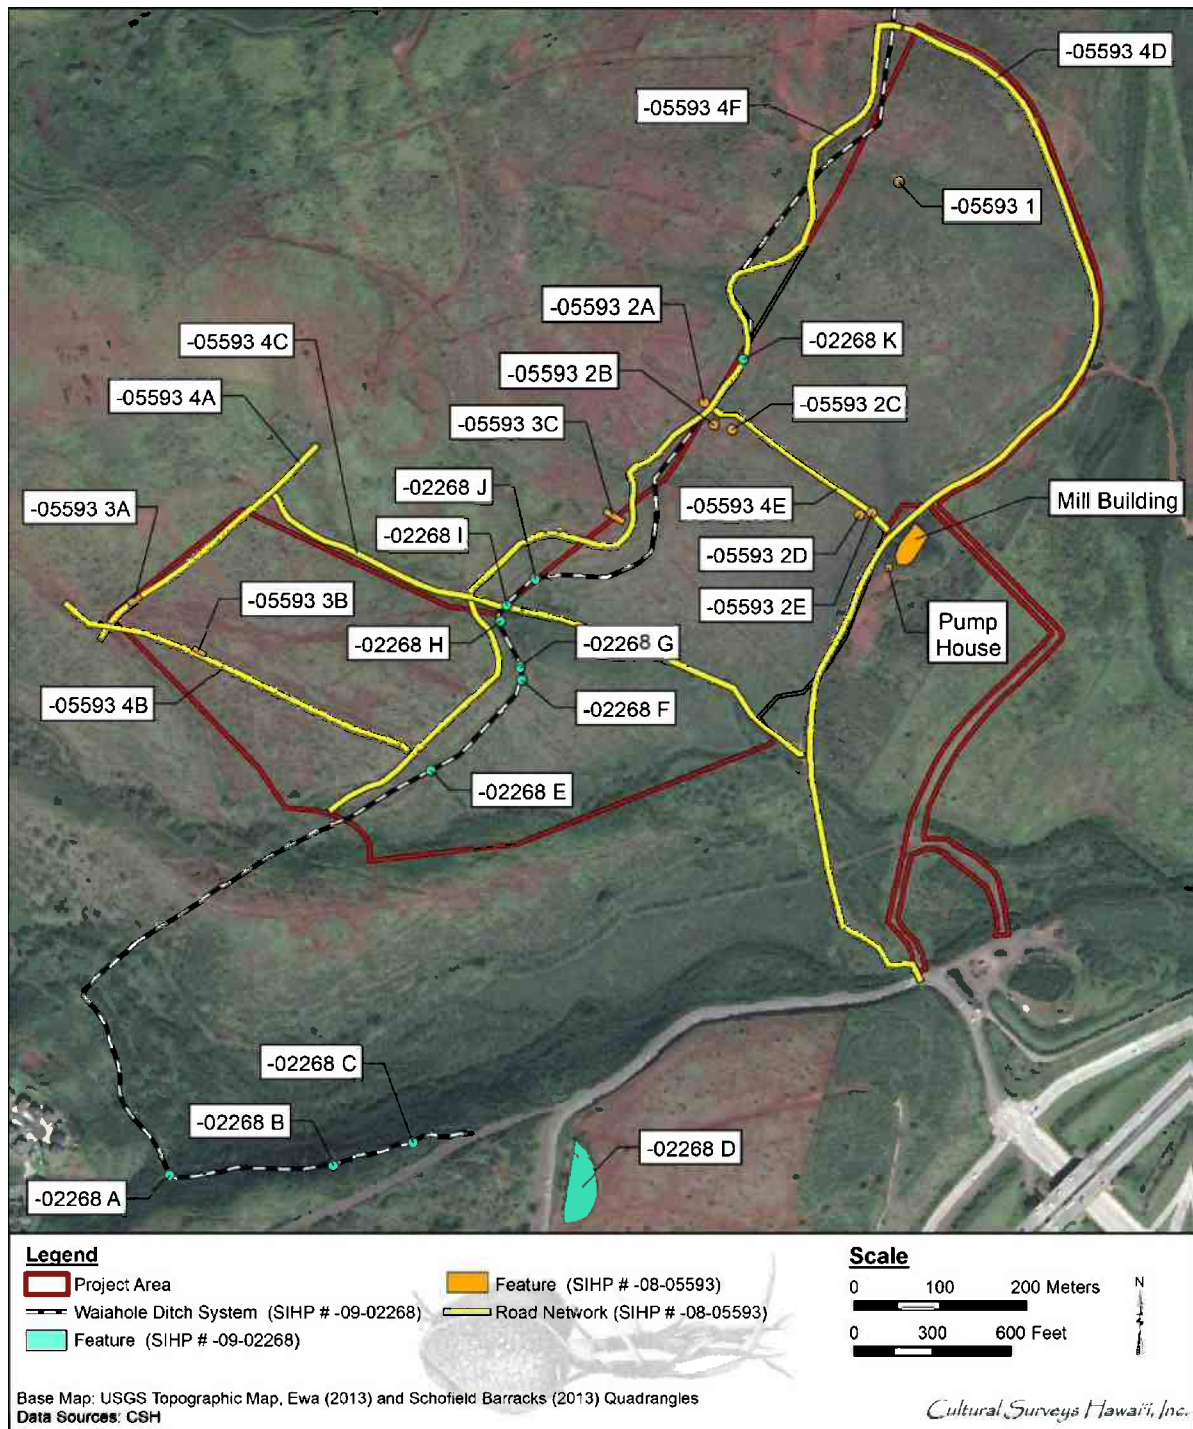 -05593 4D
-05593 4F
-05593 1
-05593 2A
-05593 4C
-02268 K
-05593 2B
-05593 4A
-05593 2C
-05593 3C
-02268 J
-05593 4E
Mill Building
-05593 3A
-02268 I
-05593 2D
-05593 3B
-05593 2E
Pump
House
-02268 H
-02268 G
-05593 4B
-02268 F
-02268 E
-02268 C
-02268 B
-02268 D
-02268 A
Legend
Project Area
Waiahole Ditch System (SIHP # -09-02268)
Feature (SIHP # -09-02268)
Feature (SIHP # -08-05593)
Road Network (SIHP # -08-05593)
Scale
0 100 200 Meters
0 300 600 Feet
N
Base Map: USGS Topographic Map, Ewa (2013) and Schofield Barracks (2013) Quadrangles
Data Sources: CSH
Cultural Surveys Hawai'i, Inc.